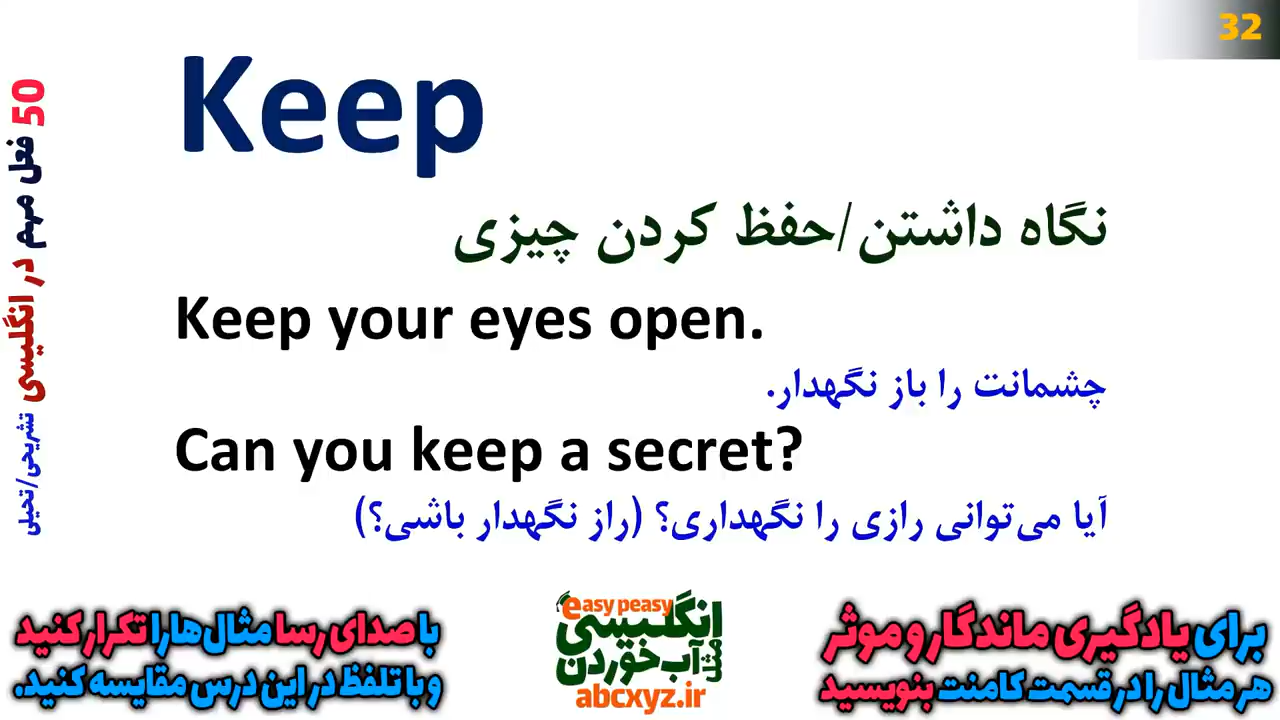 32
50 فعل مهم در انگلیسی تشریحی/تحیلی
Keep
نگاه داشتن/حفظ کردن چیزی
Keep your eyes open.
چشمانت را باز نگهدار.
Can you keep a secret?
آیا می‌توانی رازی را نگهداری؟ (راز نگهدار باشی؟)
برای یادگیری ماندگار و موثر
هر مثال را در قسمت کامنت بنویسید
easy peasy
انگلیسی
مثل آب خوردن
abcxyz.ir
با صدای رسا مثال‌ها را تکرار کنید
و با تلفظ در این درس مقایسه کنید.